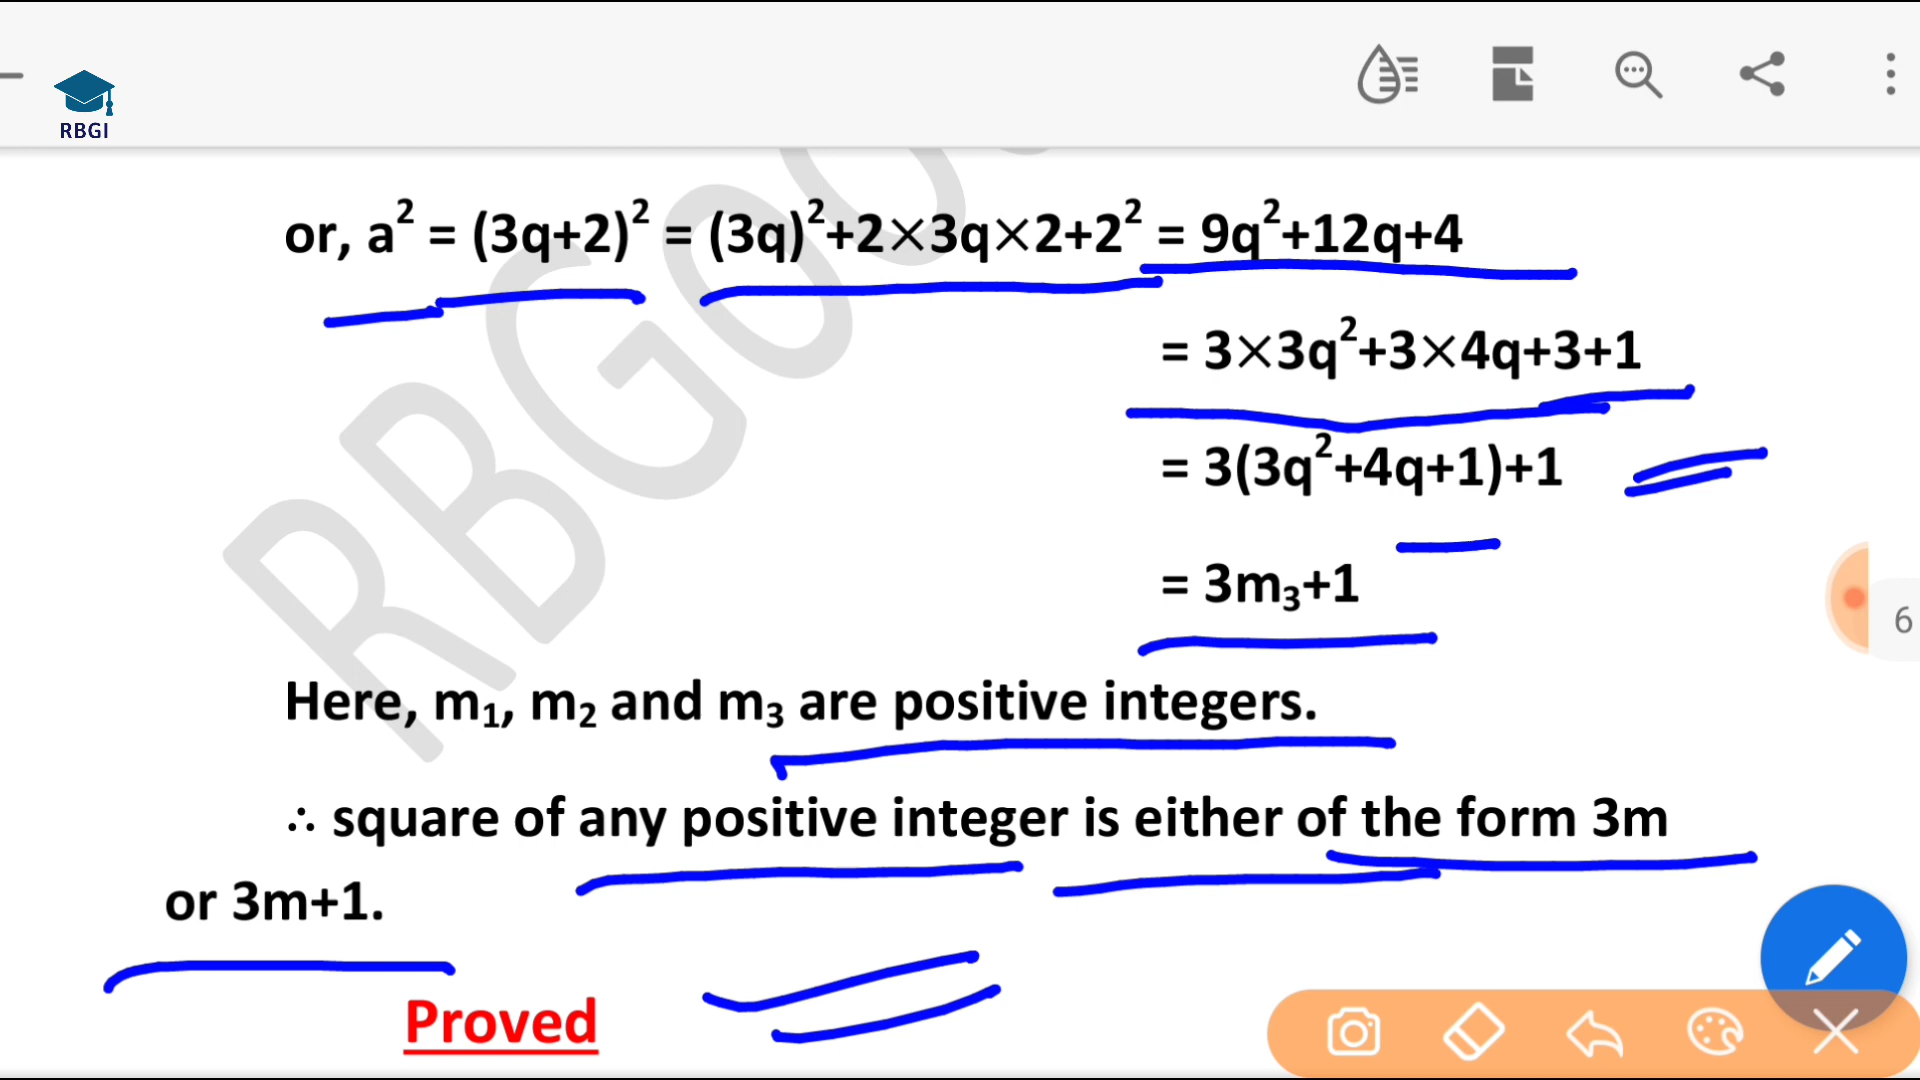 RBGI
or, a² = (3q+2)² = (3q)²+2×3q×2+2² = 9q²+12q+4
= 3×3q²+3×4q+3+1
= 3(3q²+4q+1)+1
= 3m₃+1
6
Here, m₁, m₂ and m₃ are positive integers.
∴ square of any positive integer is either of the form 3m
or 3m+1.
Proved